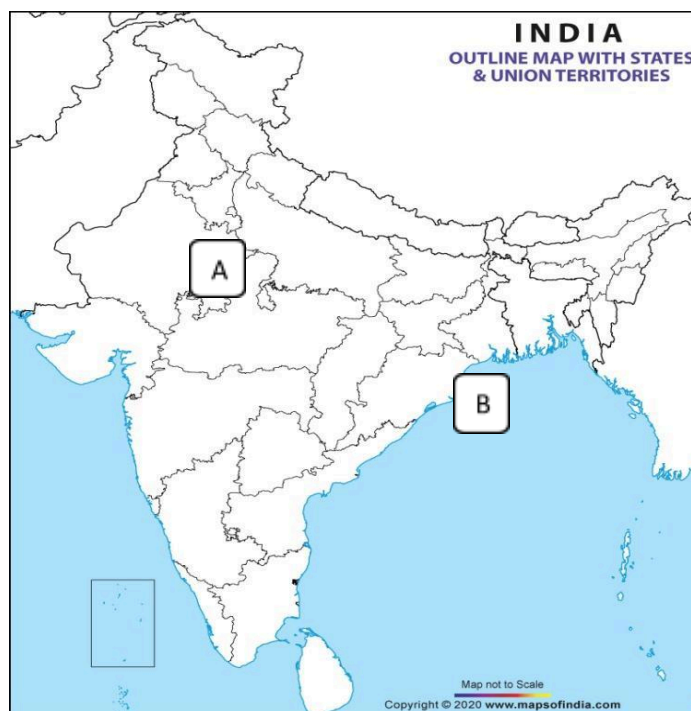 INDIA
OUTLINE MAP WITH STATES
& UNION TERRITORIES
A
B
Map not to Scale
Copyright © 2020 www.mapsofindia.com